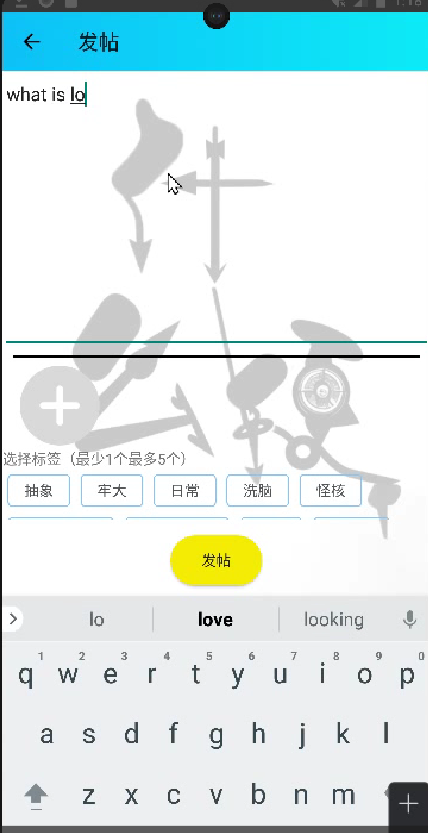 发帖
what is lo
选择标签（最少1个最多5个）
抽象 牢大 日常 洗脑 怪核
发帖
lo love looking
1 2 3 4 5 6 7 8 9 0
q w e r t y u i o p
a s d f g h j k l
z x c v b n m